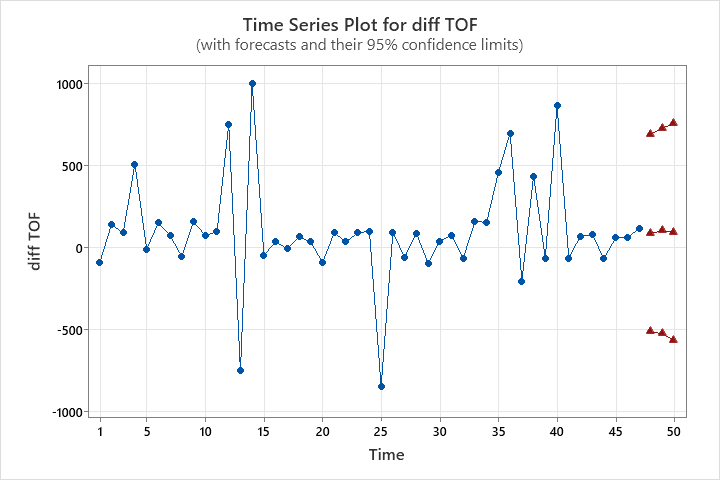 Time Series Plot for diff TOF
(with forecasts and their 95% confidence limits)
1000
500
0
-500
-1000
diff TOF
1 5 10 15 20 25 30 35 40 45 50
Time